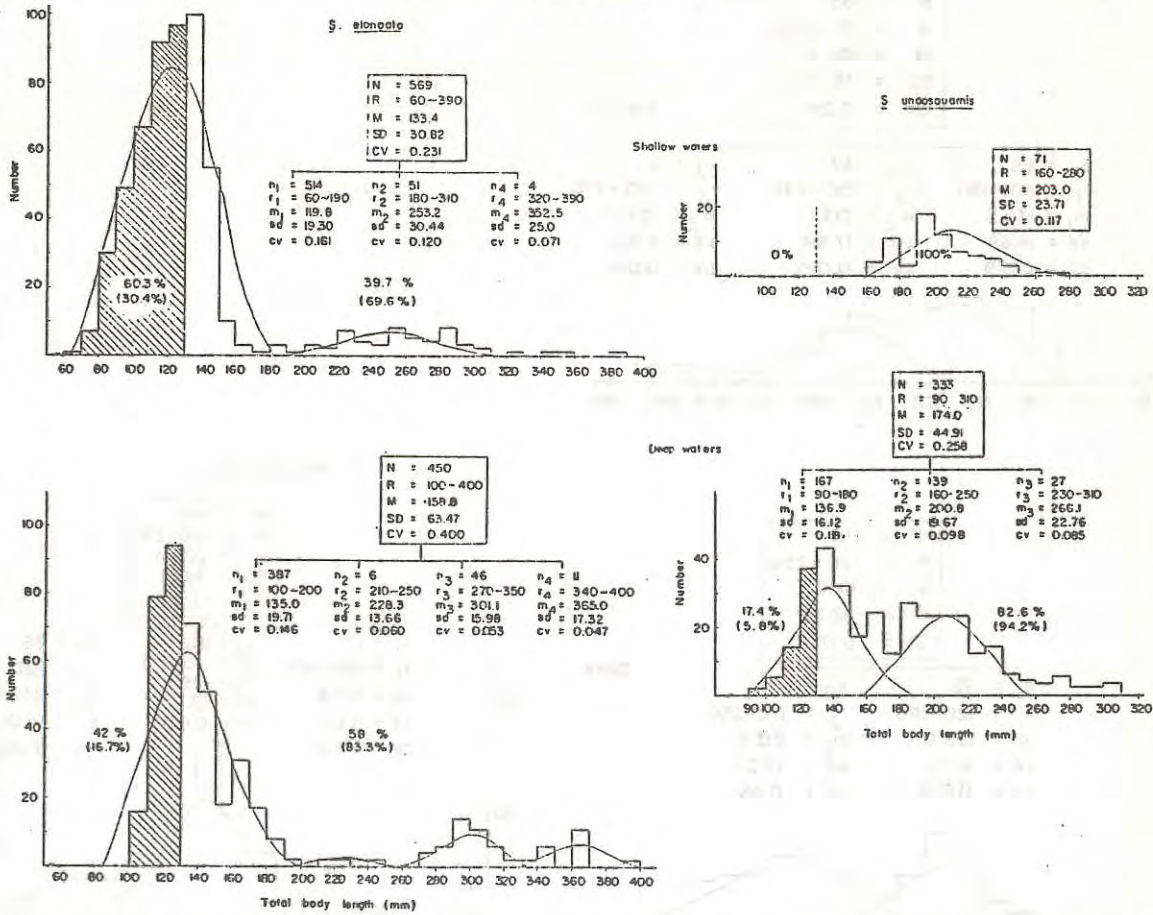 S. elongata
100
80
60
40
20
Number
N = 569
R = 60-390
M = 133.4
SD = 30.82
CV = 0.231
n1 = 514 n2 = 51 n4 = 4
r1 = 60-190 r2 = 180-310 r4 = 320-390
m1 = 119.8 m2 = 253.2 m4 = 352.5
sd = 19.30 sd = 30.44 sd = 25.0
cv = 0.161 cv = 0.120 cv = 0.071
60.3 %
(30.4%)
39.7 %
(69.6%)
60 80 100 120 140 160 180 200 220 240 260 280 300 320 340 360 380 400
S undosquamis
Shallow waters
Number
20
N = 71
R = 160-280
M = 203.0
SD = 23.71
CV = 0.117
0%
100%
100 120 140 160 180 200 220 240 260 280 300 320
N = 450
R = 100-400
M = 158.8
SD = 63.47
CV = 0.400
n1 = 387 n2 = 6 n3 = 46 n4 = 11
r1 = 100-200 r2 = 210-250 r3 = 270-350 r4 = 340-400
m1 = 135.0 m2 = 228.3 m3 = 301.1 m4 = 365.0
sd = 19.71 sd = 13.66 sd = 15.98 sd = 17.32
cv = 0.146 cv = 0.060 cv = 0.053 cv = 0.047
100
80
60
40
20
Number
42 %
(16.7%)
58 %
(83.3%)
60 80 100 120 140 160 180 200 220 240 260 280 300 320 340 360 380 400
Total body length (mm)
Deep waters
N = 333
R = 90 310
M = 174.0
SD = 44.91
CV = 0.258
n1 = 167 n2 = 139 n3 = 27
r1 = 90-180 r2 = 160-250 r3 = 230-310
m1 = 136.9 m2 = 200.8 m3 = 266.1
sd = 16.12 sd = 19.67 sd = 22.76
cv = 0.118 cv = 0.098 cv = 0.085
40
20
Number
17.4 %
(5.8%)
82.6 %
(94.2%)
90 100 120 140 160 180 200 220 240 260 280 300 320
Total body length (mm)